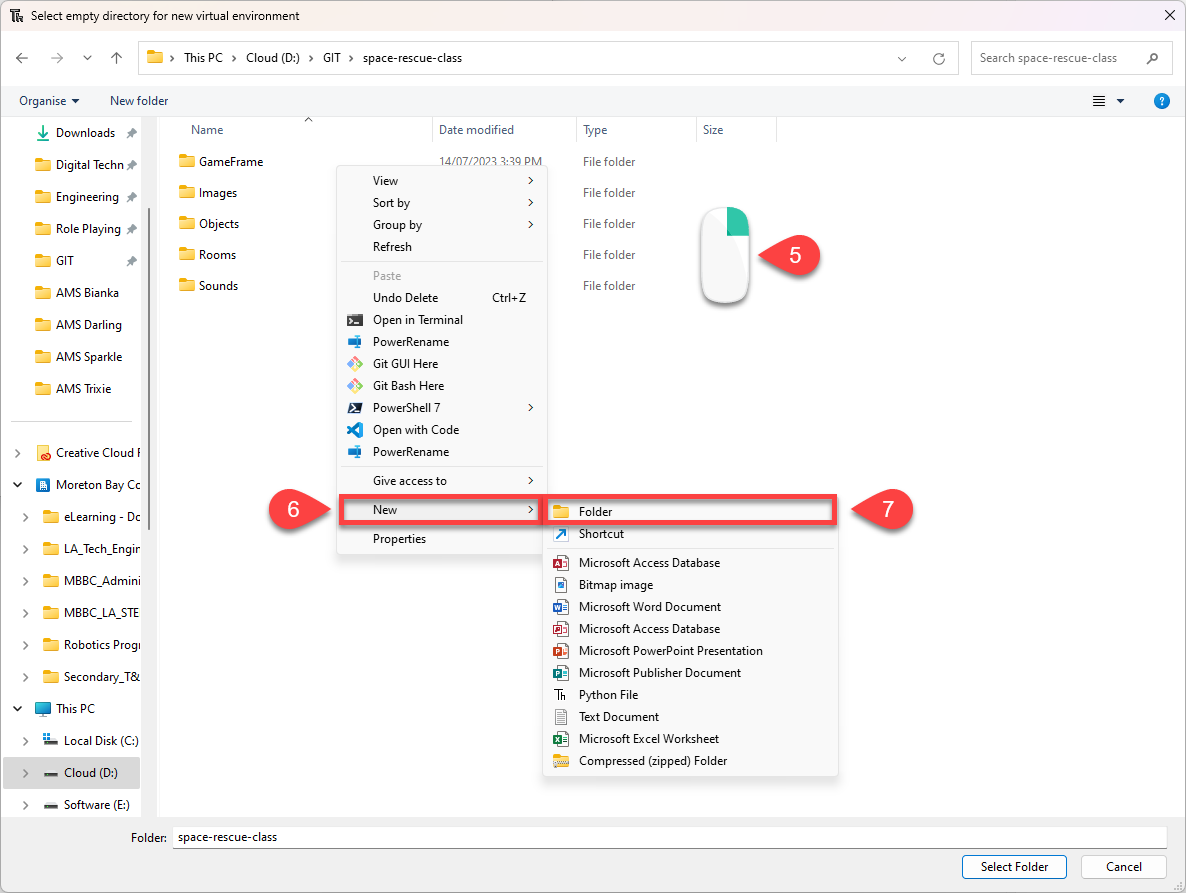 Select empty directory for new virtual environment
This PC > Cloud (D:) > GIT > space-rescue-class
Search space-rescue-class
Organise
New folder
Downloads
Digital Techn
Engineering
Role Playing
GIT
AMS Bianka
AMS Darling
AMS Sparkle
AMS Trixie
Creative Cloud F
Moreton Bay Co
eLearning - Do
LA_Tech_Engir
MBBC_Admini
MBBC_LA_STE
Robotics Progr
Secondary_T&
This PC
Local Disk (C:)
Cloud (D:)
Software (E:)
Name Date modified Type Size
GameFrame 14/07/2023 3:39 PM File folder
Images File folder
Objects File folder
Rooms File folder
Sounds File folder
View
Sort by
Group by
Refresh
Paste
Undo Delete Ctrl+Z
Open in Terminal
PowerRename
Git GUI Here
Git Bash Here
PowerShell 7
Open with Code
PowerRename
Give access to
New
Properties
5
6
7
Folder
Shortcut
Microsoft Access Database
Bitmap image
Microsoft Word Document
Microsoft Access Database
Microsoft PowerPoint Presentation
Microsoft Publisher Document
Python File
Text Document
Microsoft Excel Worksheet
Compressed (zipped) Folder
Folder: space-rescue-class
Select Folder
Cancel